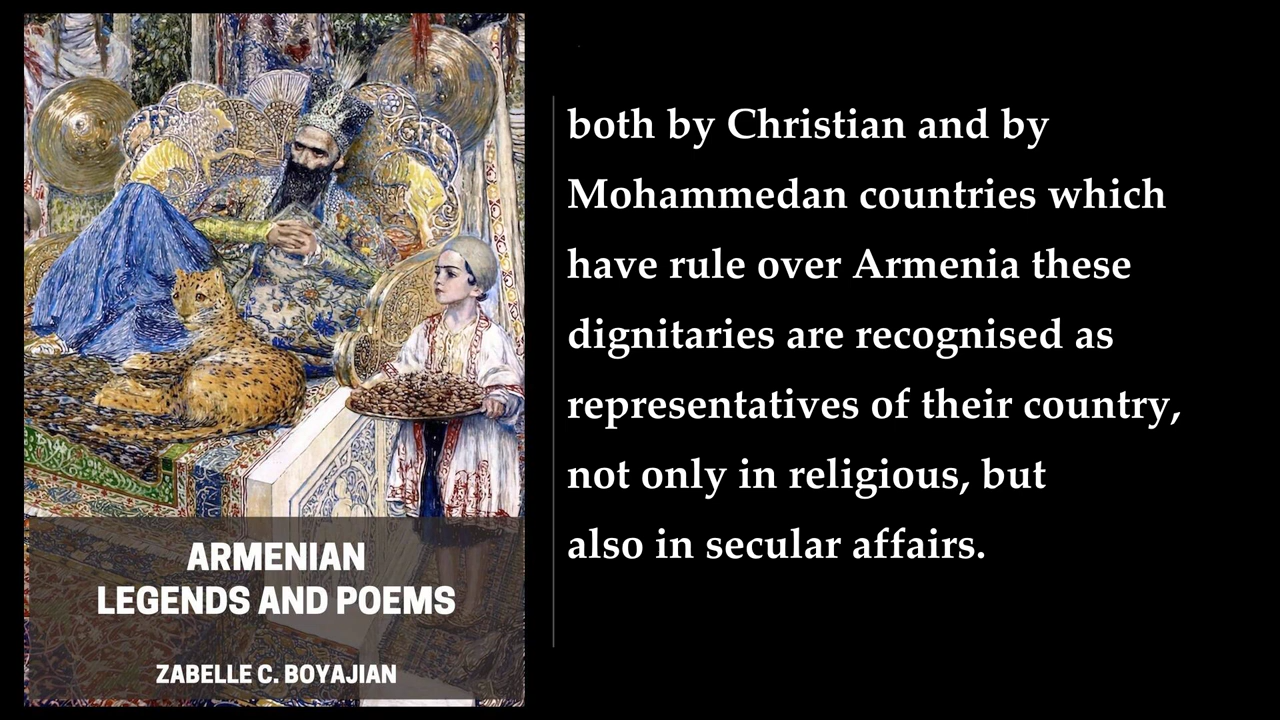 both by Christian and by
Mohammedan countries which
have rule over Armenia these
dignitaries are recognised as
representatives of their country,
not only in religious, but
also in secular affairs.
ARMENIAN
LEGENDS AND POEMS
ZABELLE C. BOYAJIAN